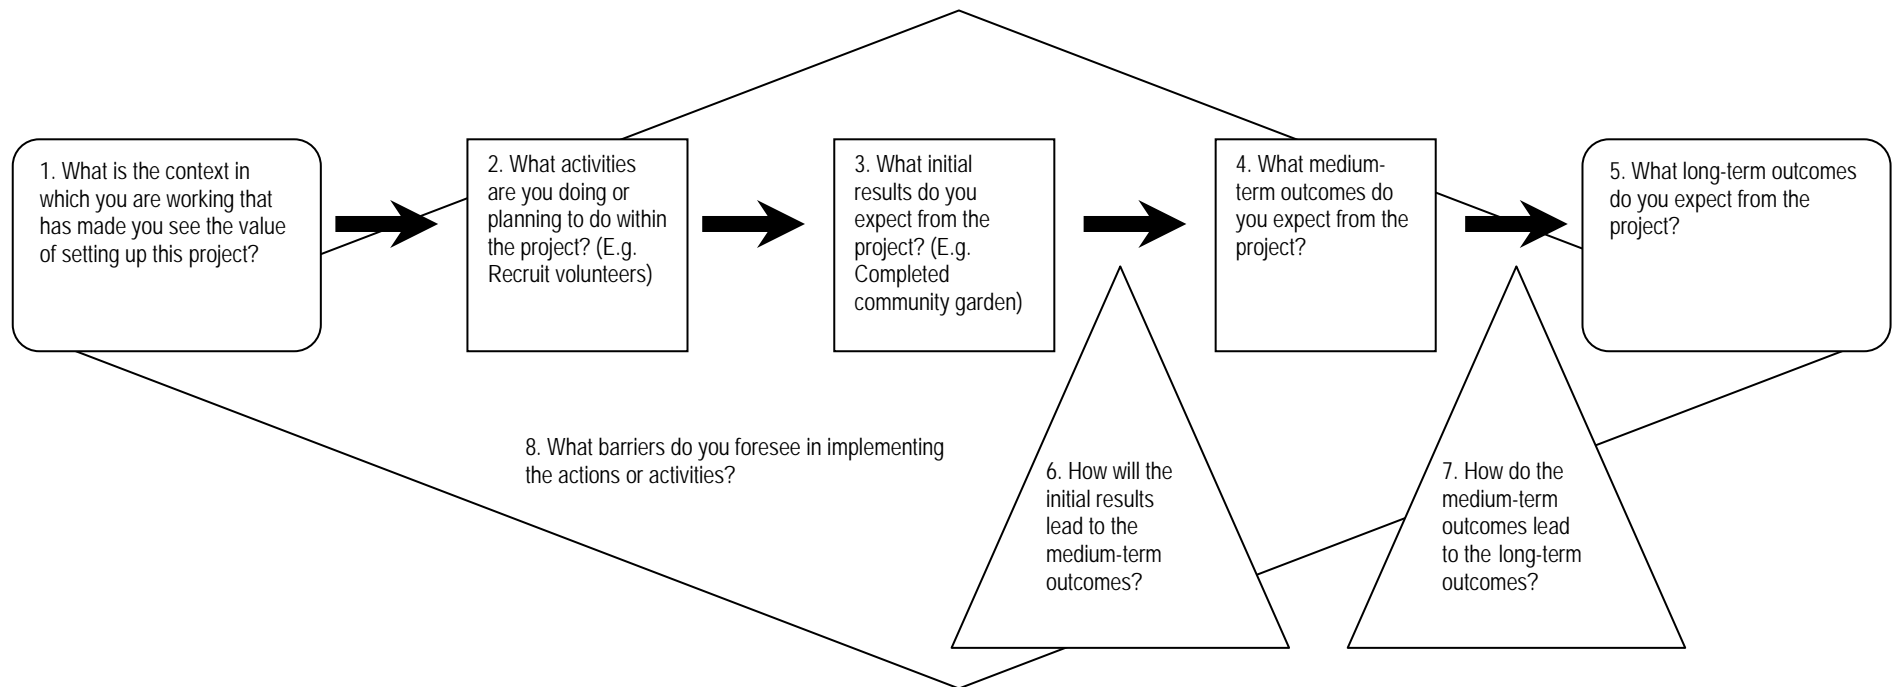 1. What is the context in
which you are working that
has made you see the value
of setting up this project?
2. What activities
are you doing or
planning to do within
the project? (E.g.
Recruit volunteers)
3. What initial
results do you
expect from the
project? (E.g.
Completed
community garden)
4. What medium-
term outcomes do
you expect from the
project?
5. What long-term outcomes
do you expect from the
project?
8. What barriers do you foresee in implementing
the actions or activities?
6. How will the
initial results
lead to the
medium-term
outcomes?
7. How do the
medium-term
outcomes lead
to the long-term
outcomes?